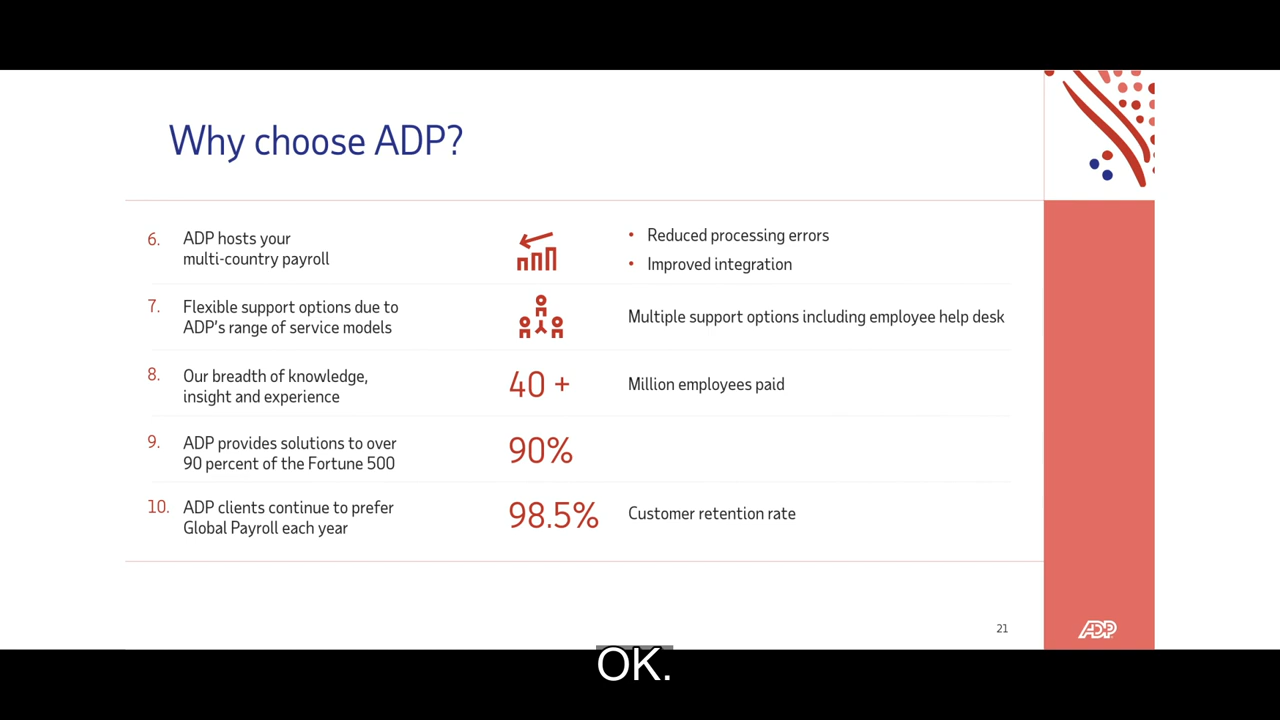 Why choose ADP?
6. ADP hosts your
multi-country payroll
• Reduced processing errors
• Improved integration
7. Flexible support options due to
ADP's range of service models
Multiple support options including employee help desk
8. Our breadth of knowledge,
insight and experience
40 +
Million employees paid
9. ADP provides solutions to over
90 percent of the Fortune 500
90%
10. ADP clients continue to prefer
Global Payroll each year
98.5%
Customer retention rate
21
ADP
OK.